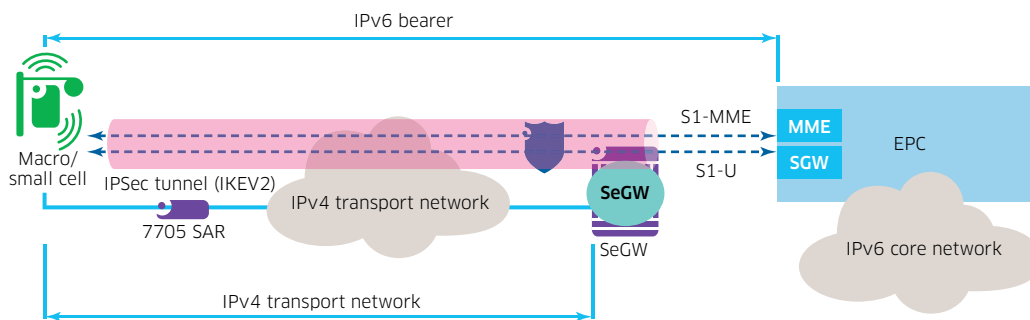 IPv6 bearer
S1-MME
MME
EPC
Macro/
small cell
S1-U
SGW
IPSec tunnel (IKEV2)
IPv4 transport network
SeGW
7705 SAR
SeGW
IPv6 core network
IPv4 transport network